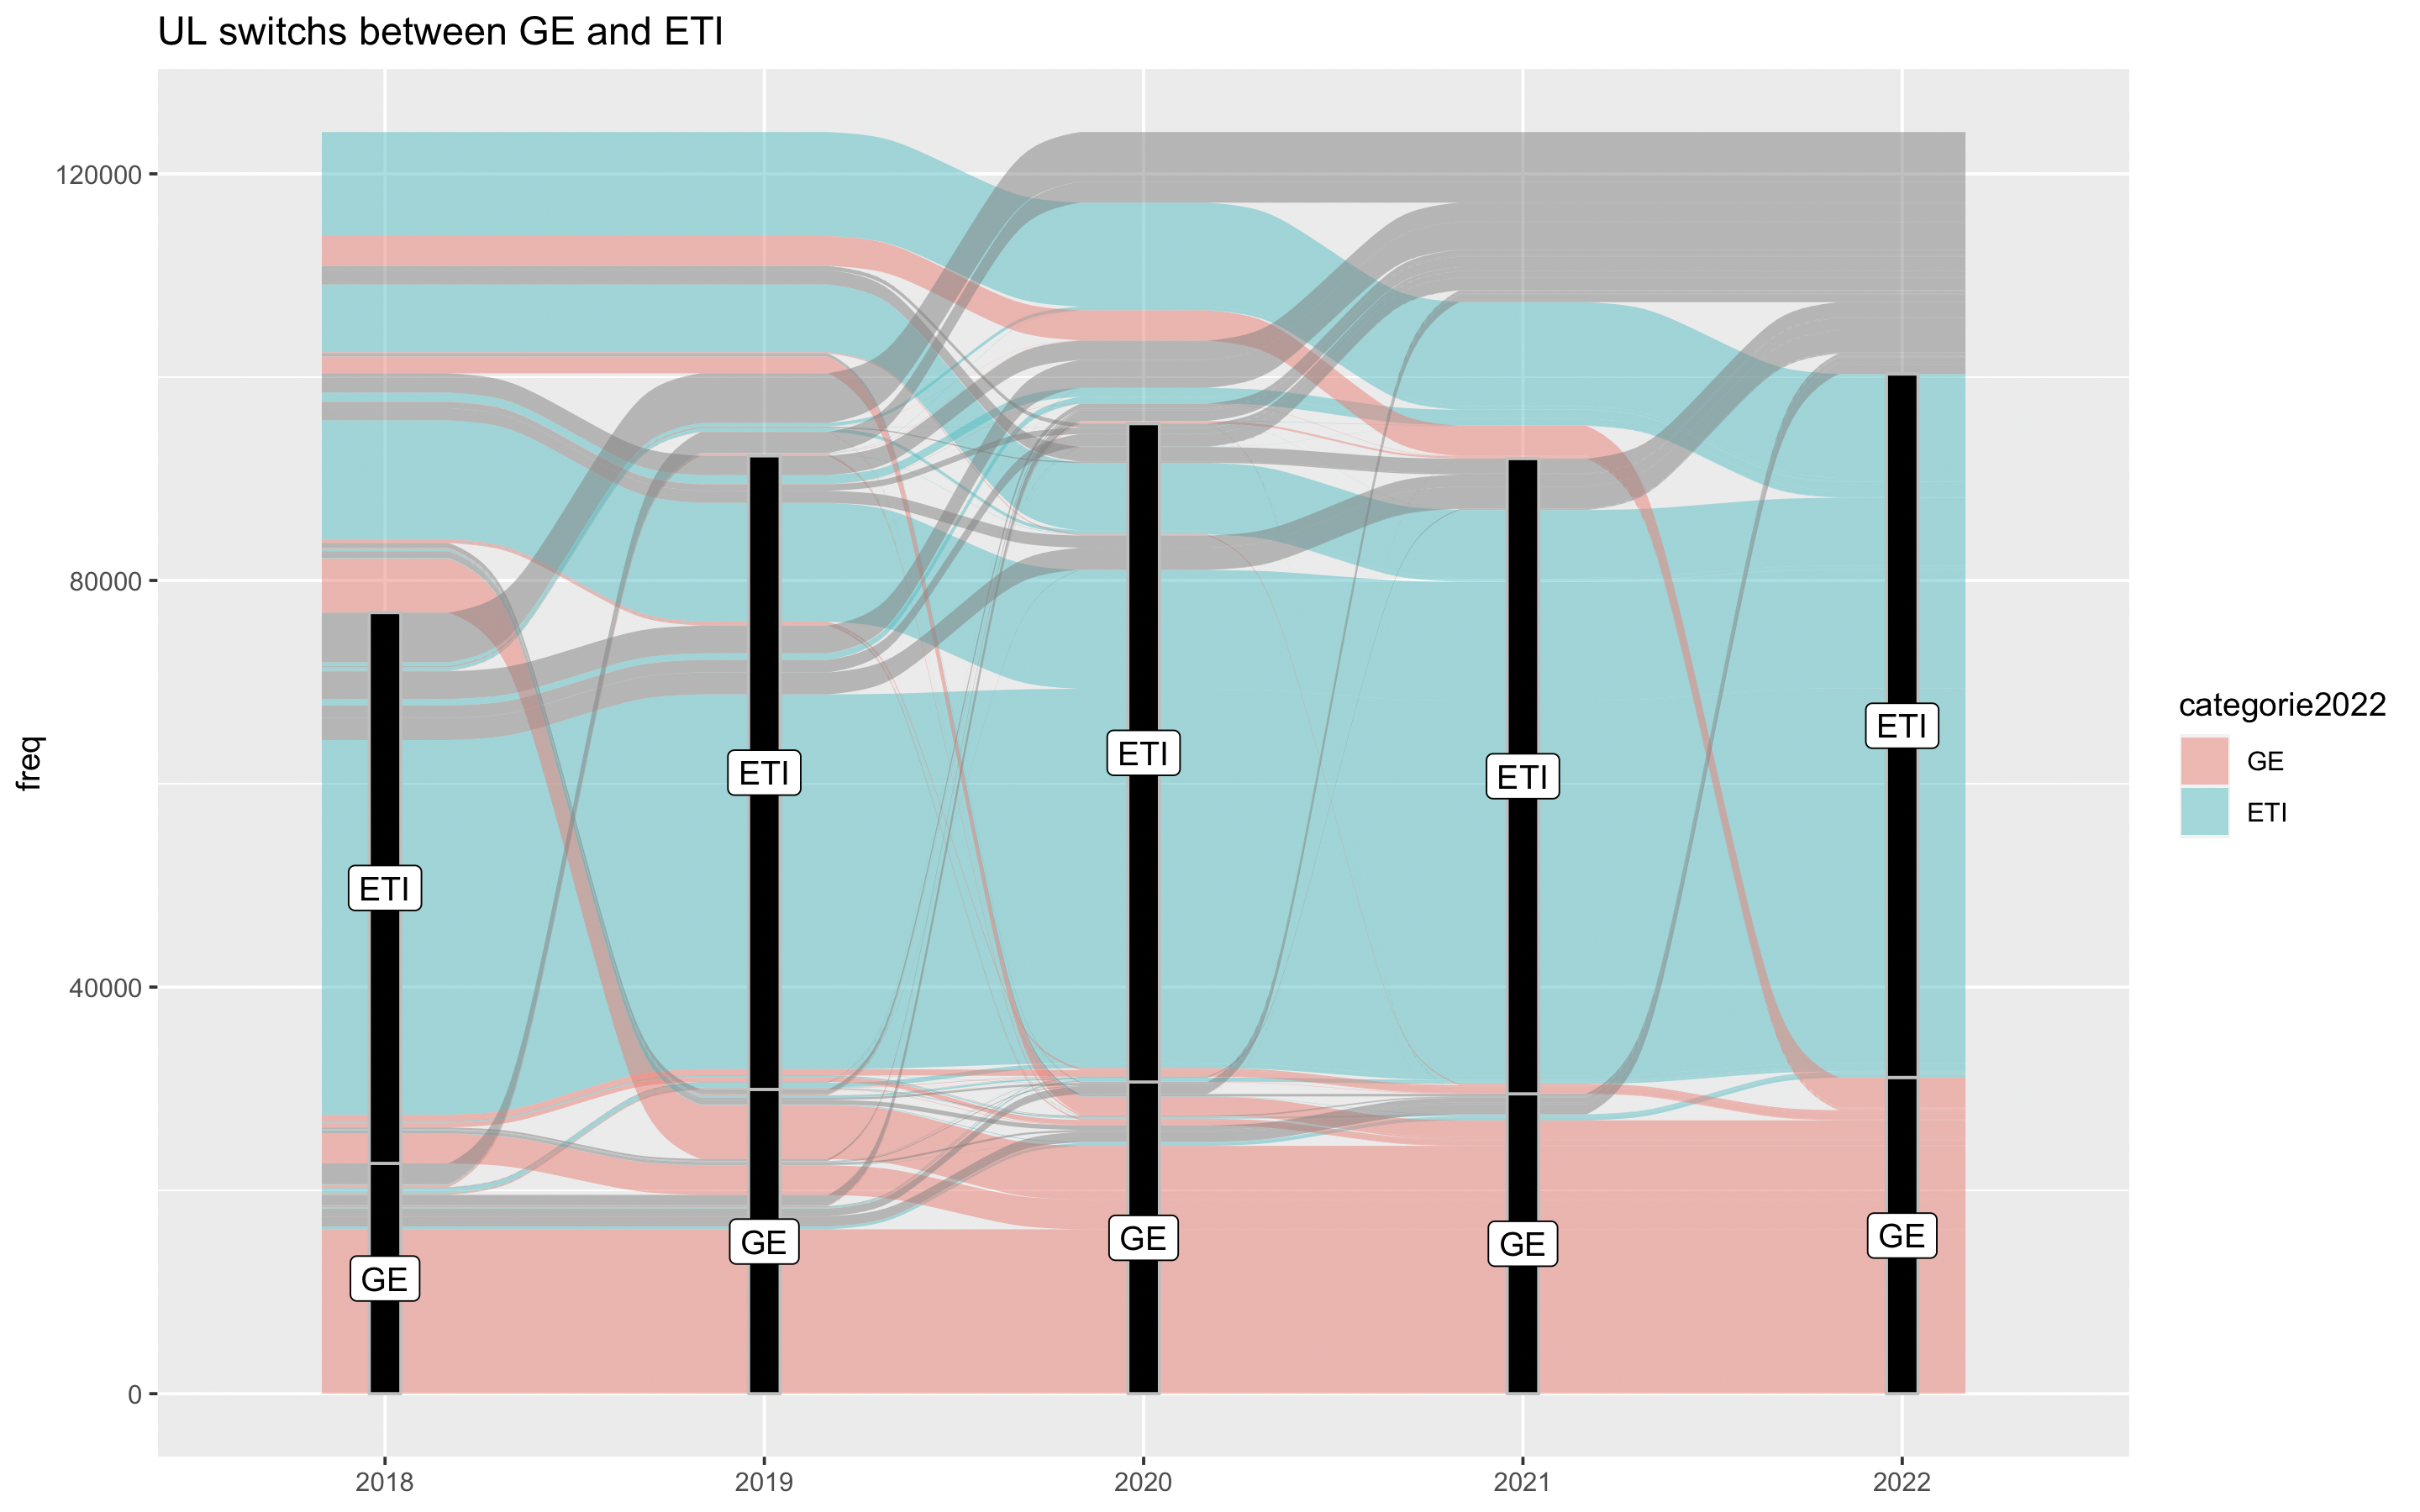 UL switchs between GE and ETI
freq
120000
80000
40000
0
ETI
GE
ETI
GE
ETI
GE
ETI
GE
ETI
GE
2018
2019
2020
2021
2022
categorie2022
GE
ETI